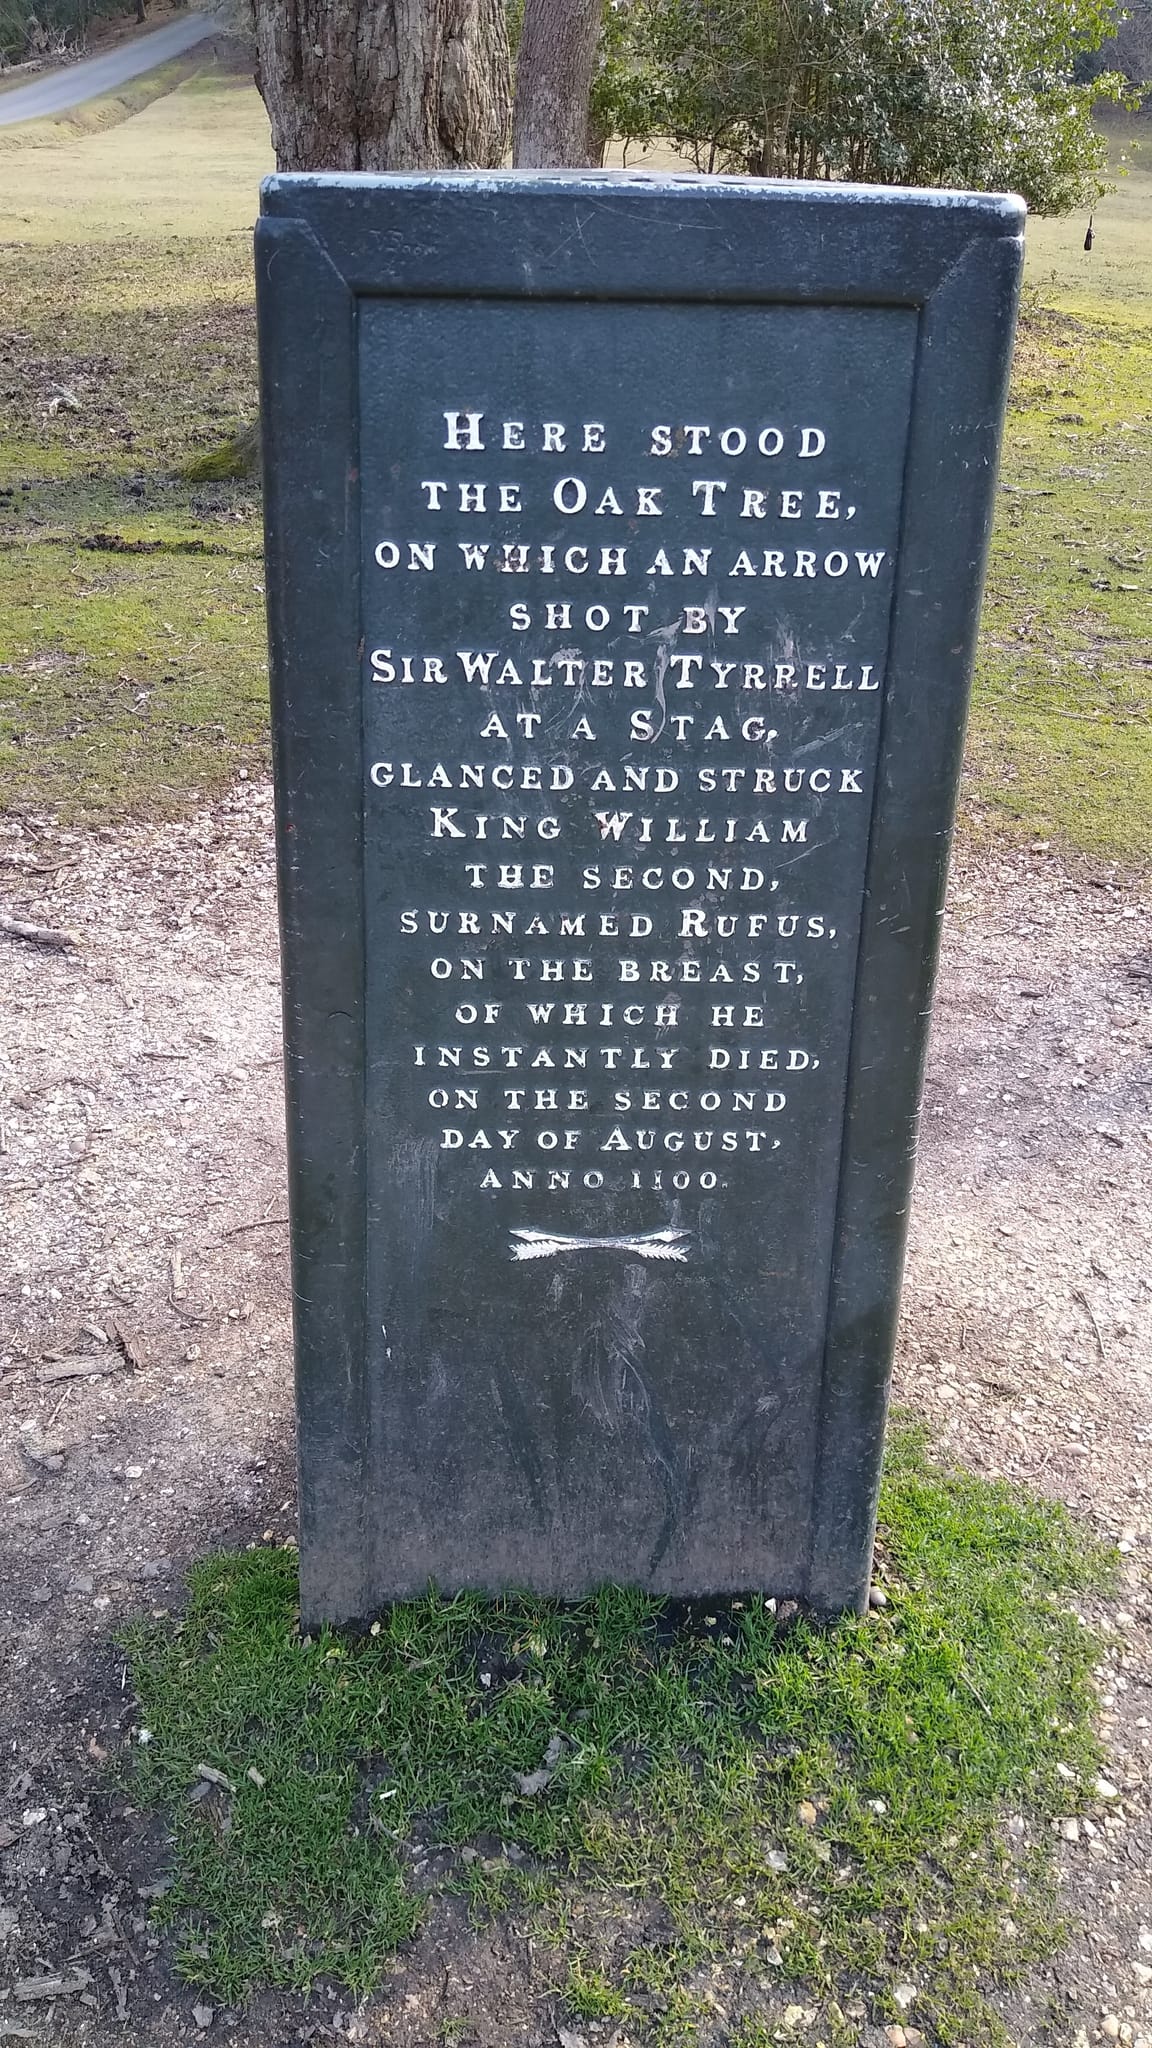 HERE STOOD
THE OAK TREE,
ON WHICH AN ARROW
SHOT BY
SIR WALTER TYRRELL
AT A STAG,
GLANCED AND STRUCK
KING WILLIAM
THE SECOND,
SURNAMED RUFUS,
ON THE BREAST,
OF WHICH HE
INSTANTLY DIED,
ON THE SECOND
DAY OF AUGUST,
ANNO 1100.